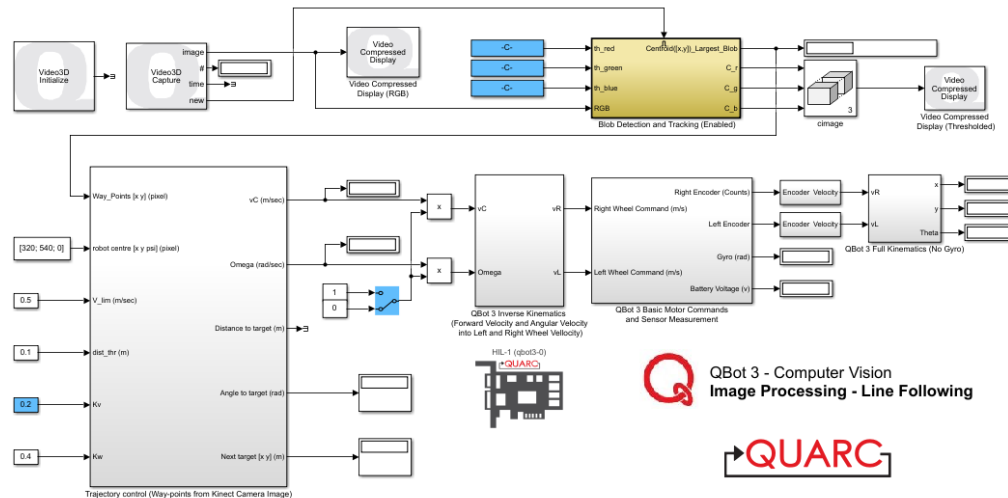 Video3D
Initialize
Video3D
Capture
image
#
time
new
Video
Compressed
Display
Video Compressed
Display (RGB)
-C-
-C-
-C-
th_red
th_green
th_blue
RGB
Centroid([x,y])_Largest_Blob
C_r
C_g
C_b
Blob Detection and Tracking (Enabled)
3
cimage
Video
Compressed
Display
Video Compressed
Display (Thresholded)
[320; 540; 0]
0.5
0.1
0.2
0.4
Way_Points [x y] (pixel)
robot centre [x y psi] (pixel)
V_lim (m/sec)
dist_thr (m)
Kv
Kw
vC (m/sec)
Omega (rad/sec)
Distance to target (m)
Angle to target (rad)
Next target [x y] (m)
Trajectory control (Way-points from Kinect Camera Image)
1
0
x
x
vC
Omega
vR
vL
QBot 3 Inverse Kinematics
(Forward Velocity and Angular Velocity
into Left and Right Wheel Vellocity)
Right Wheel Command (m/s)
Left Wheel Command (m/s)
Right Encoder (Counts)
Left Encoder
Gyro (rad)
Battery Voltage (v)
QBot 3 Basic Motor Commands
and Sensor Measurement
Encoder Velocity
Encoder Velocity
vR
vL
x
y
Theta
QBot 3 Full Kinematics (No Gyro)
HIL-1 (qbot3-0)
QUARC
QBot 3 - Computer Vision
Image Processing - Line Following
QUARC